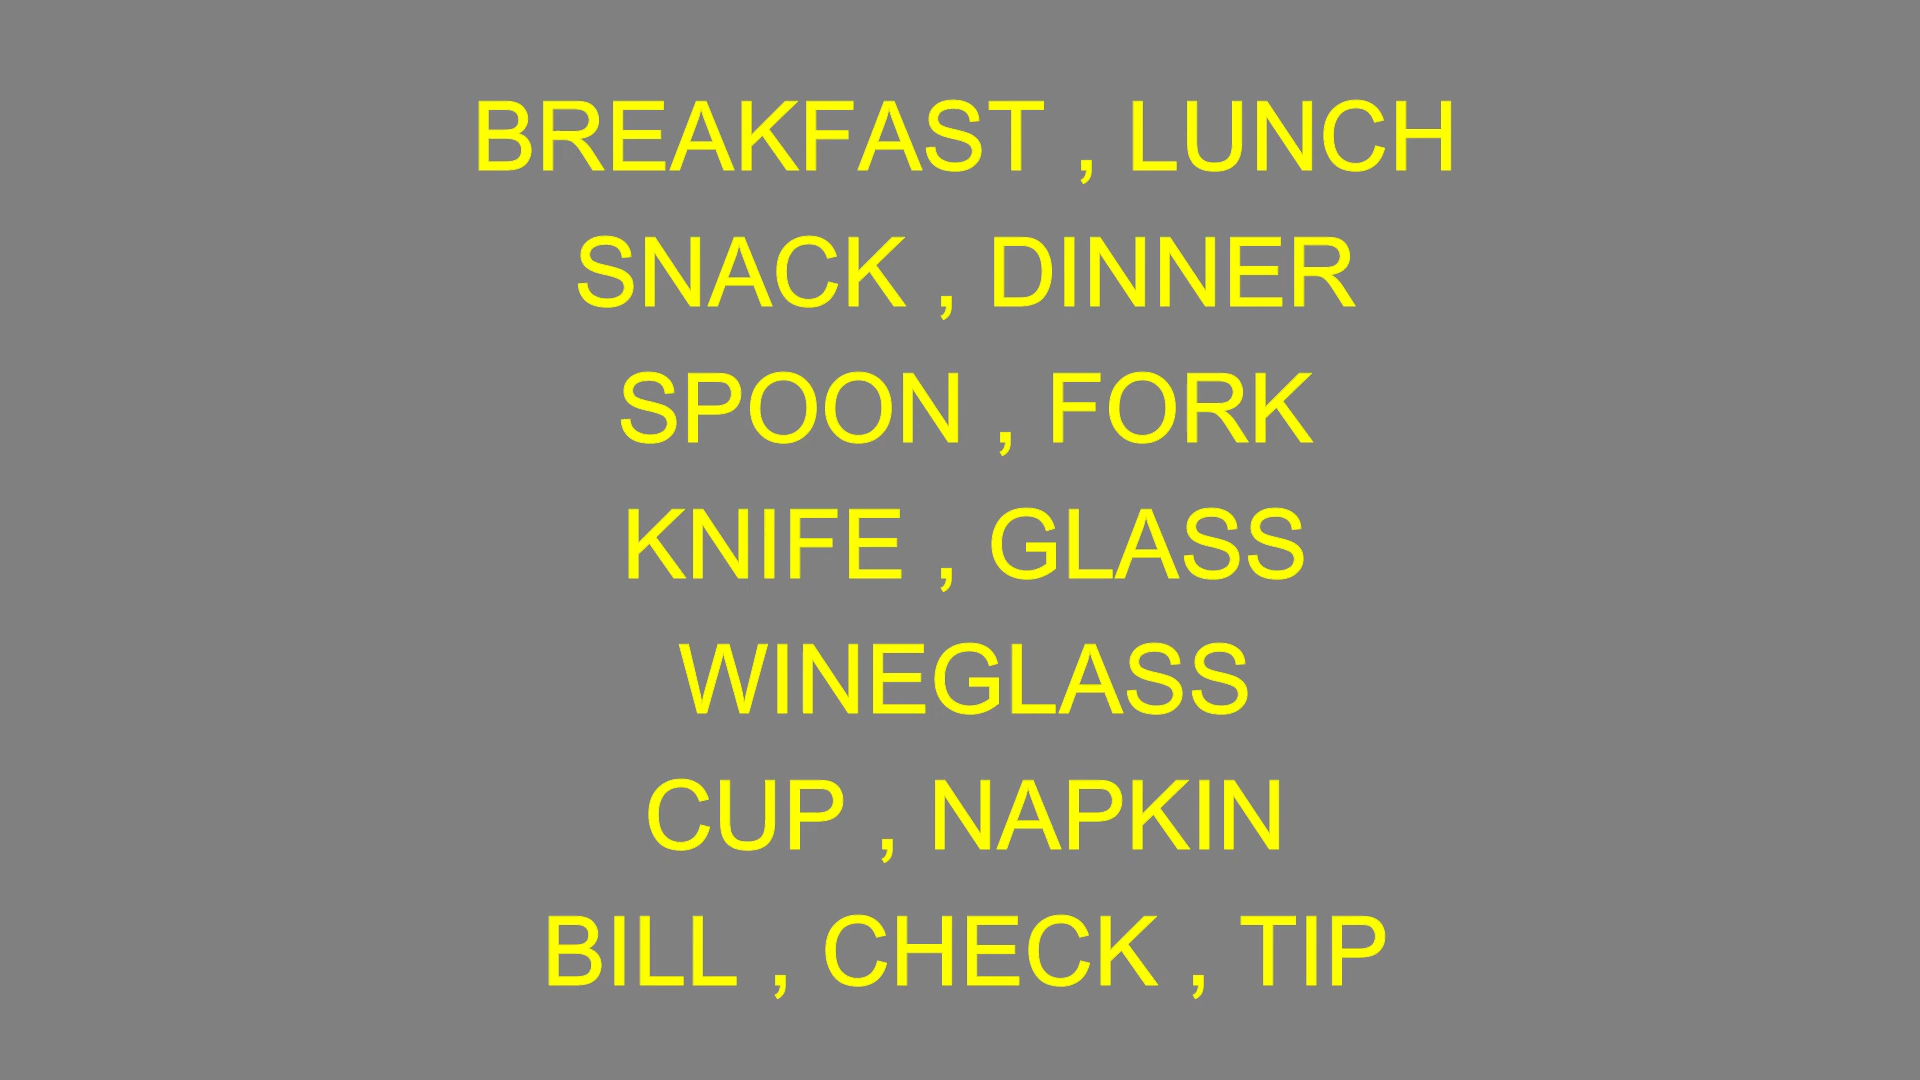 BREAKFAST , LUNCH
SNACK , DINNER
SPOON , FORK
KNIFE , GLASS
WINEGLASS
CUP , NAPKIN
BILL , CHECK , TIP